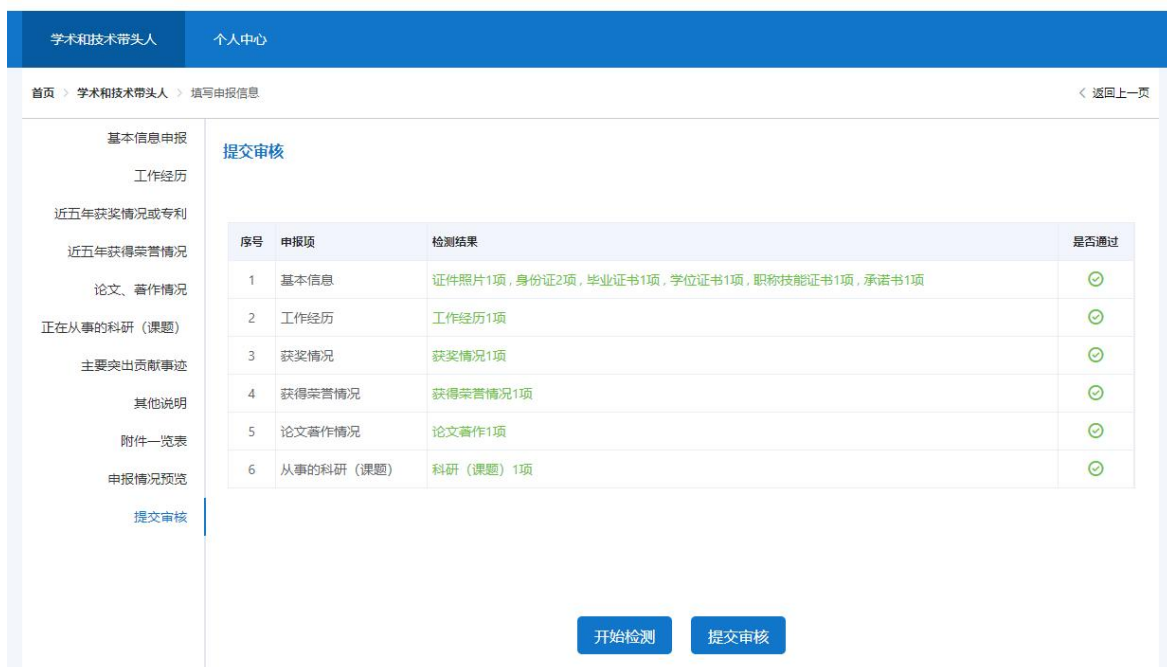 学术和技术带头人 个人中心
首页 > 学术和技术带头人 > 填写申报信息 < 返回上一页
基本信息申报
工作经历
近五年获奖情况或专利
近五年获得荣誉情况
论文、著作情况
正在从事的科研（课题）
主要突出贡献事迹
其他说明
附件一览表
申报情况预览
提交审核
提交审核
序号 申报项 检测结果 是否通过
1 基本信息 证件照片1项 , 身份证2项 , 毕业证书1项 , 学位证书1项 , 职称技能证书1项 , 承诺书1项
2 工作经历 工作经历1项
3 获奖情况 获奖情况1项
4 获得荣誉情况 获得荣誉情况1项
5 论文著作情况 论文著作1项
6 从事的科研（课题） 科研（课题）1项
开始检测 提交审核